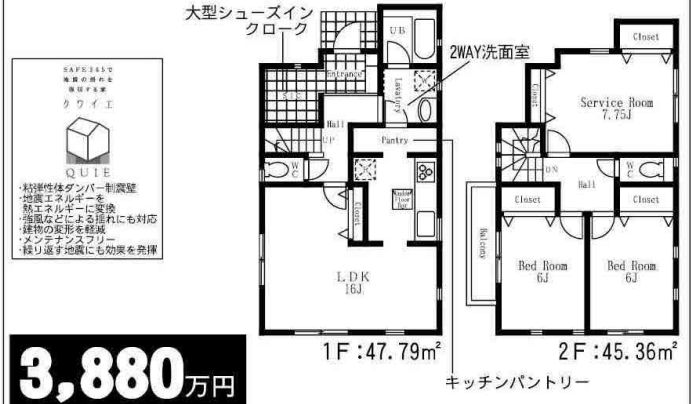 大型シューズイン
クローク
SAFE365で
地震の揺れを
吸収する家
クワイエ
QUIE
・粘弾性体ダンパー制震壁
・地震エネルギーを
熱エネルギーに変換
・強風などによる揺れにも対応
・建物の変形を軽減
・メンテナンスフリー
・繰り返す地震にも効果を発揮
3,880万円
UB
2WAY洗面室
Entrance
SIC
Lavatory
Hall
UP
Pantry
WC
Closet
LDK
16J
1F:47.79㎡
キッチンパントリー
Closet
Closet
Service Room
7.75J
DN
Hall
WC
Closet
Closet
Balcony
Bed Room
6J
Bed Room
6J
2F:45.36㎡